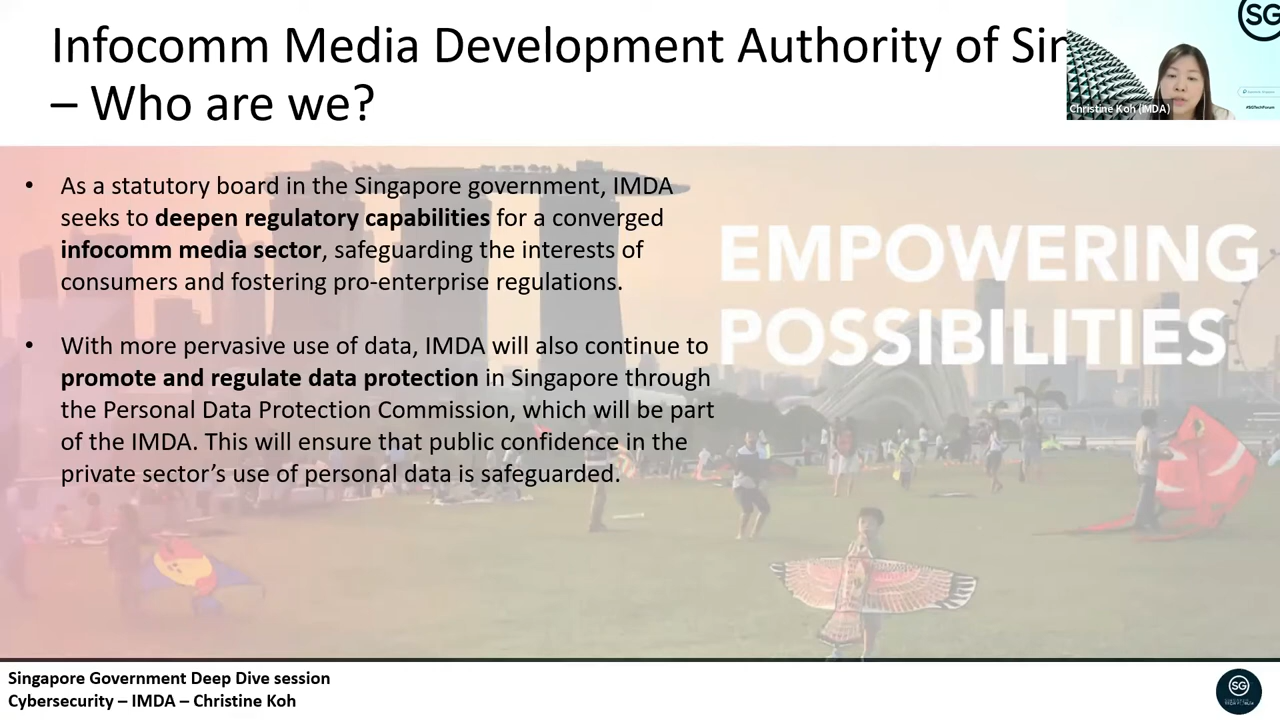 Infocomm Media Development Authority of Sin
– Who are we?
SG
Christine Koh (IMDA)
#SGTechForum
• As a statutory board in the Singapore government, IMDA
seeks to deepen regulatory capabilities for a converged
infocomm media sector, safeguarding the interests of
consumers and fostering pro-enterprise regulations.
• With more pervasive use of data, IMDA will also continue to
promote and regulate data protection in Singapore through
the Personal Data Protection Commission, which will be part
of the IMDA. This will ensure that public confidence in the
private sector’s use of personal data is safeguarded.
EMPOWERING
POSSIBILITIES
Singapore Government Deep Dive session
Cybersecurity – IMDA – Christine Koh
SG